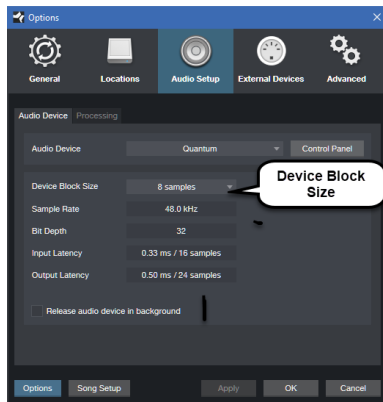 Options
General Locations Audio Setup External Devices Advanced
Audio Device Processing
Audio Device Quantum Control Panel
Device Block Size 8 samples
Device Block
Size
Sample Rate 48.0 kHz
Bit Depth 32
Input Latency 0.33 ms / 16 samples
Output Latency 0.50 ms / 24 samples
Release audio device in background
Options Song Setup Apply OK Cancel